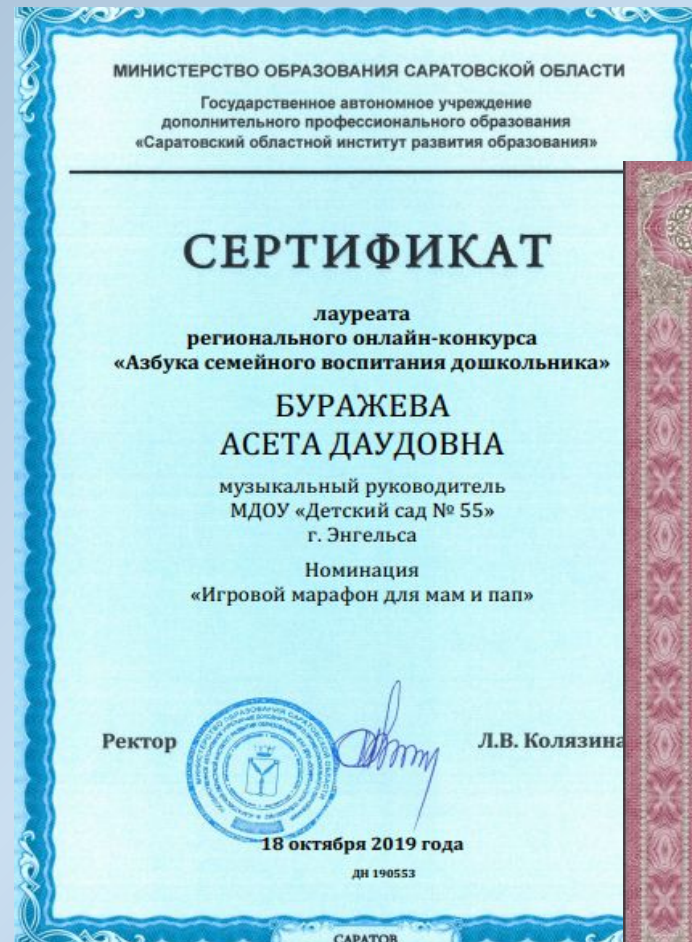 МИНИСТЕРСТВО ОБРАЗОВАНИЯ САРАТОВСКОЙ ОБЛАСТИ
Государственное автономное учреждение
дополнительного профессионального образования
«Саратовский областной институт развития образования»
СЕРТИФИКАТ
лауреата
регионального онлайн-конкурса
«Азбука семейного воспитания дошкольника»
БУРАЖЕВА
АСЕТА ДАУДОВНА
музыкальный руководитель
МДОУ «Детский сад № 55»
г. Энгельса
Номинация
«Игровой марафон для мам и пап»
Ректор
Л.В. Колязина
18 октября 2019 года
ДН 190553
САРАТОВ